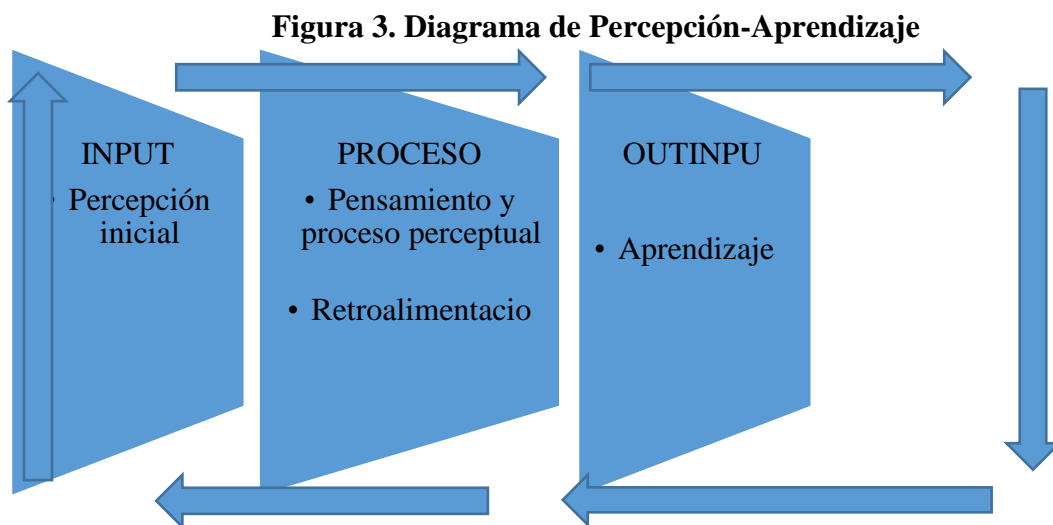 Figura 3. Diagrama de Percepción-Aprendizaje
INPUT
• Percepción
inicial
PROCESO
• Pensamiento y
proceso perceptual
• Retroalimentacio
OUTINPU
• Aprendizaje